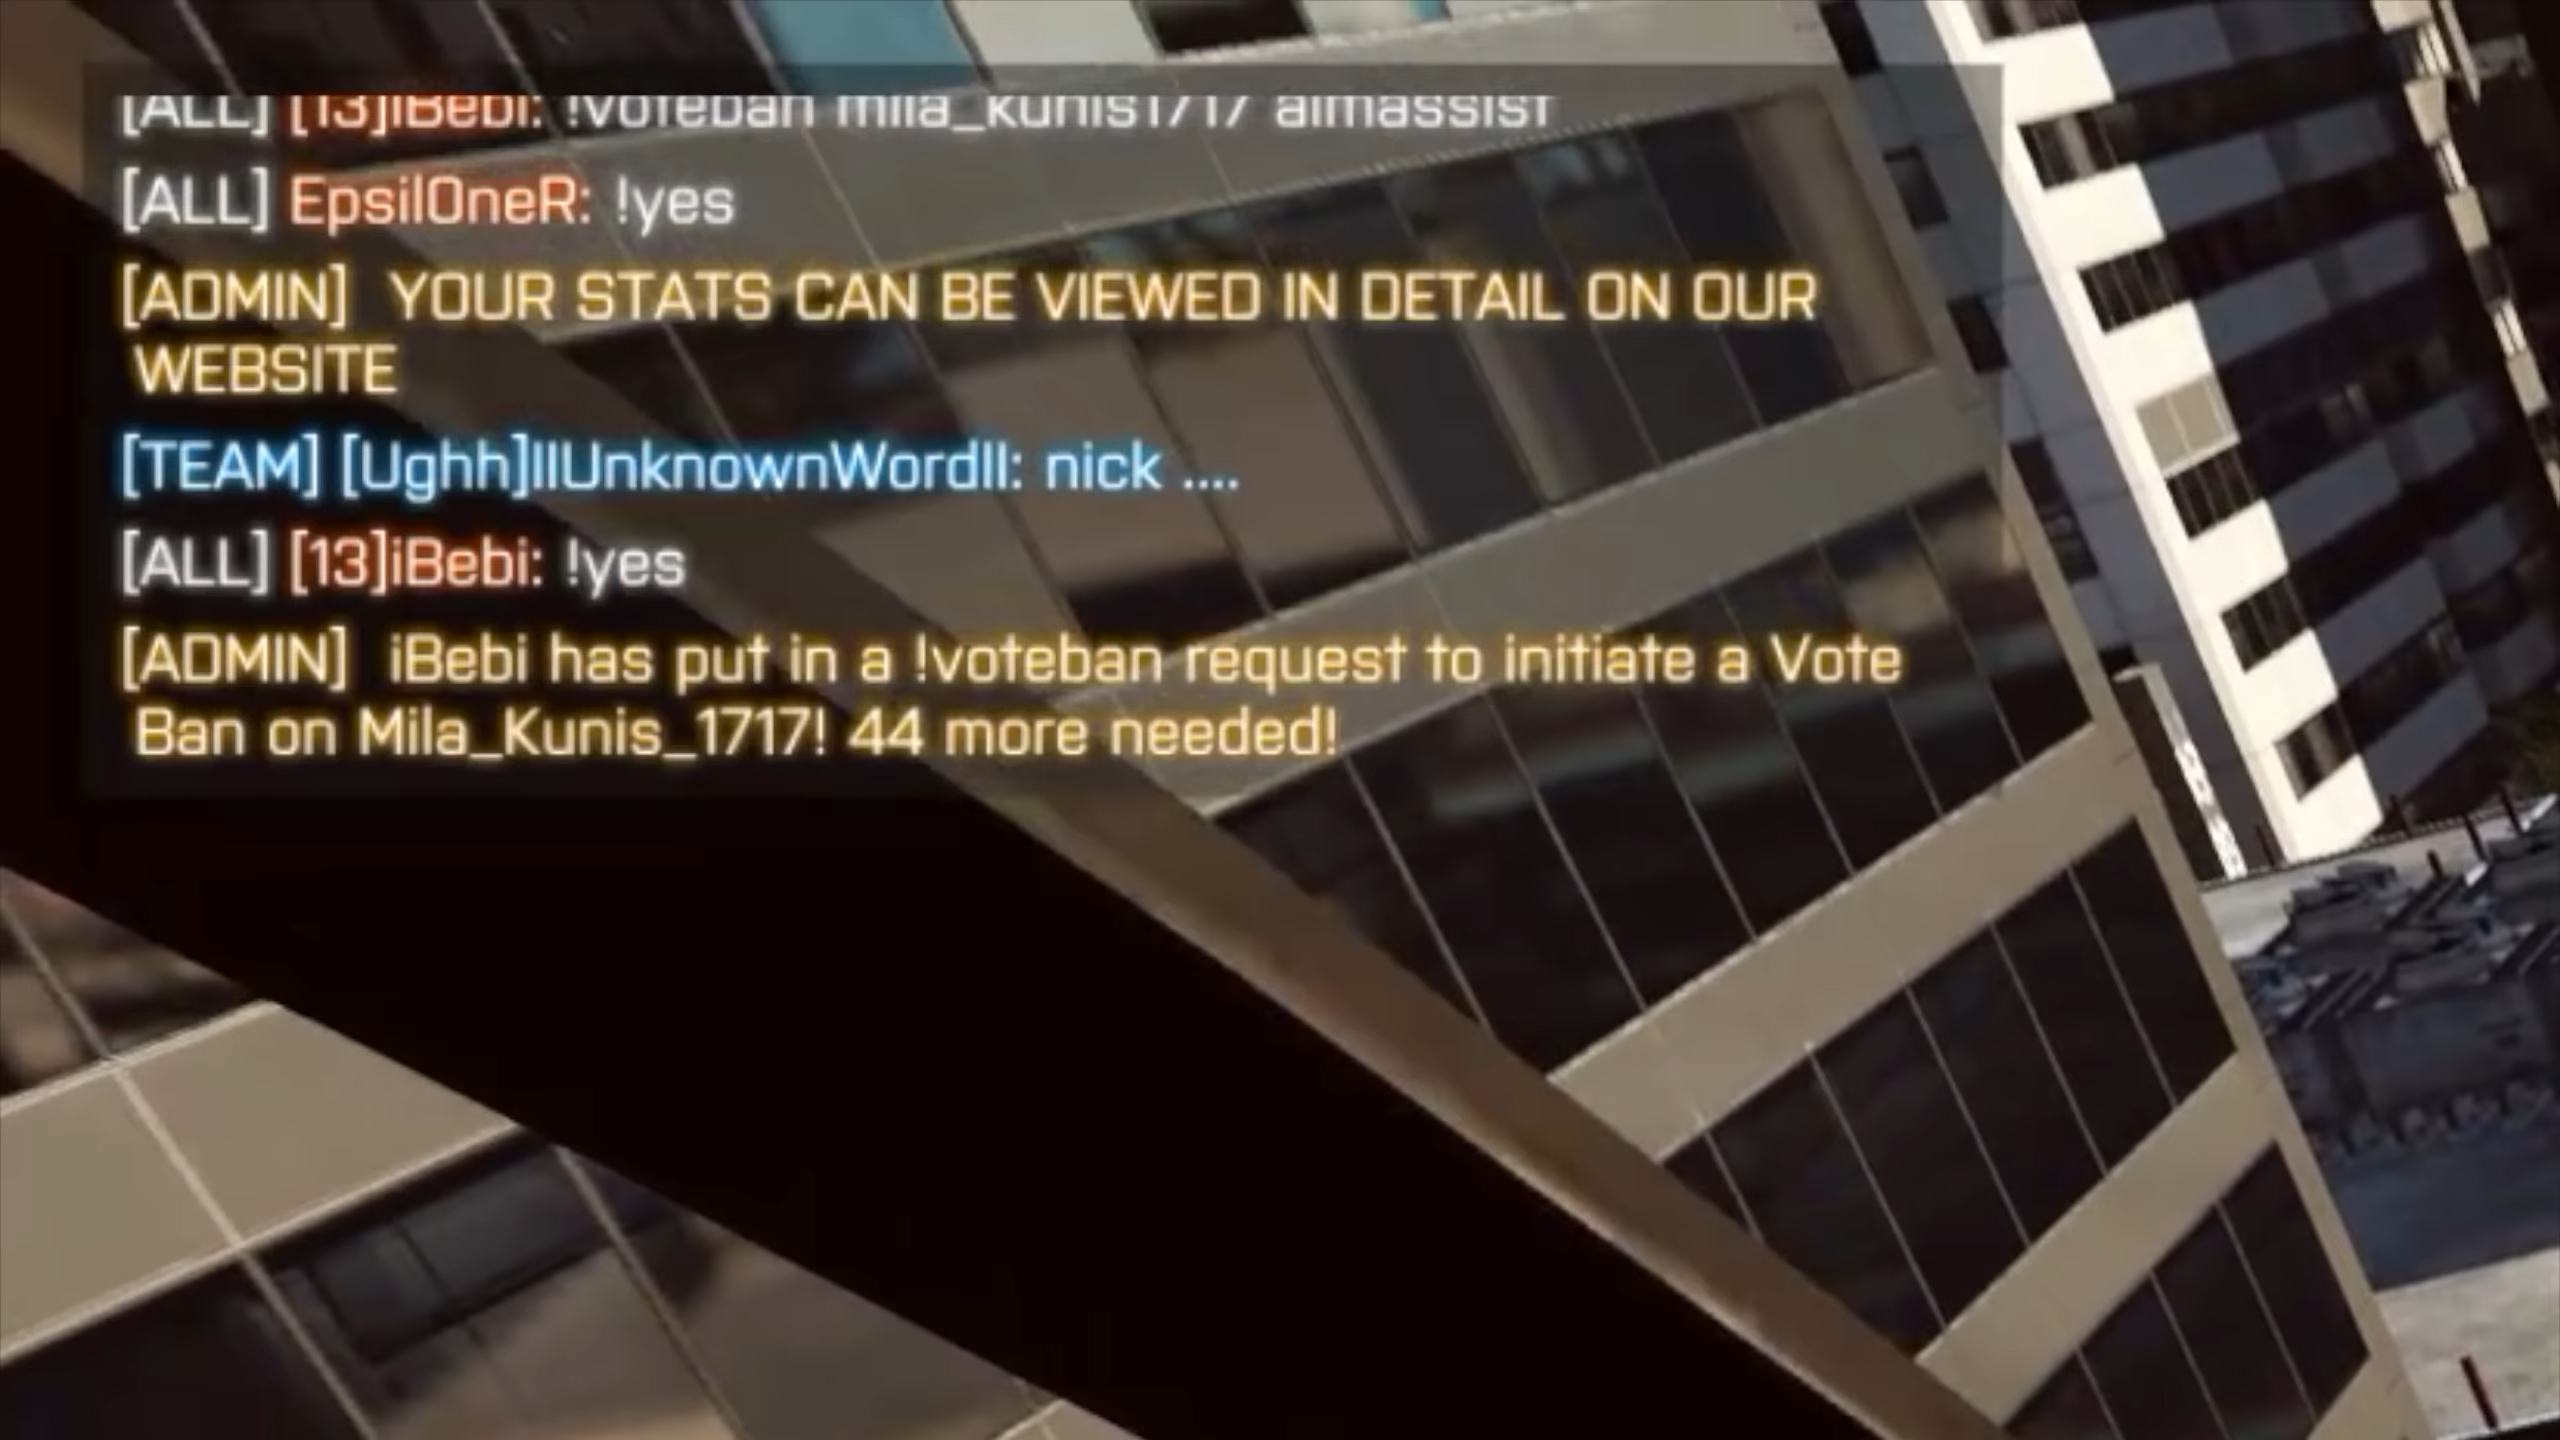 [ALL] [13]iBebi: !voteban mila_kunis1717 aimassist
[ALL] EpsilOneR: !yes
[ADMIN] YOUR STATS CAN BE VIEWED IN DETAIL ON OUR
WEBSITE
[TEAM] [Ughh]IIUnknownWordII: nick ....
[ALL] [13]iBebi: !yes
[ADMIN] iBebi has put in a !voteban request to initiate a Vote
Ban on Mila_Kunis_1717! 44 more needed!